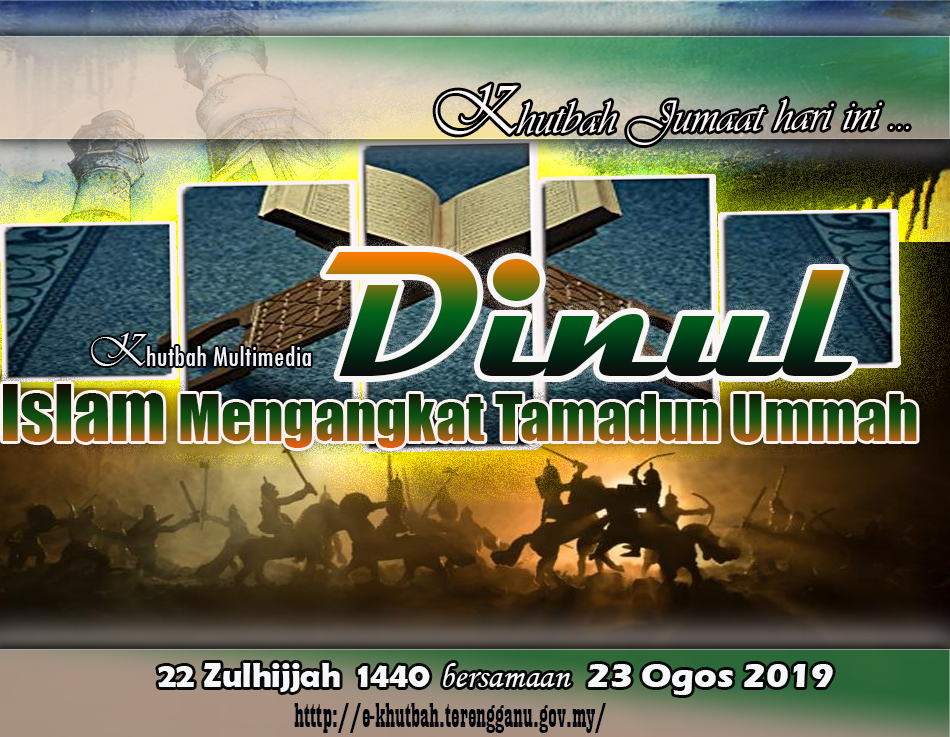 Khutbah Jumaat hari ini ...
Dinul
Khutbah Multimedia
Islam Mengangkat Tamadun Ummah
22 Zulhijjah 1440 bersamaan 23 Ogos 2019
htttp://e-khutbah.terengganu.gov.my/